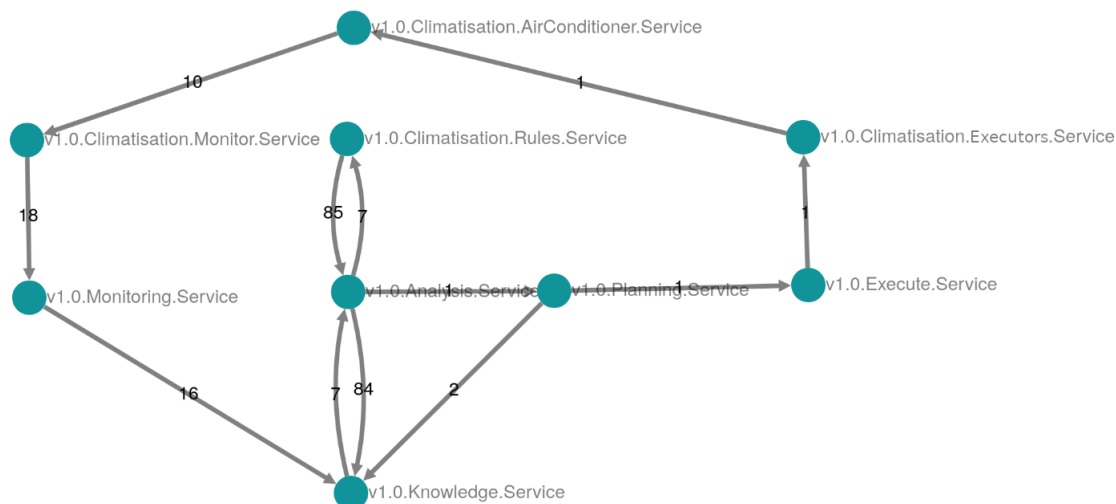 v1.0.Climatisation.AirConditioner.Service
10
1
v1.0.Climatisation.Monitor.Service
v1.0.Climatisation.Rules.Service
v1.0.Climatisation.Executors.Service
18
85
7
1
v1.0.Monitoring.Service
v1.0.Analysis.Service
1
v1.0.Planning.Service
1
v1.0.Execute.Service
16
7
84
2
v1.0.Knowledge.Service